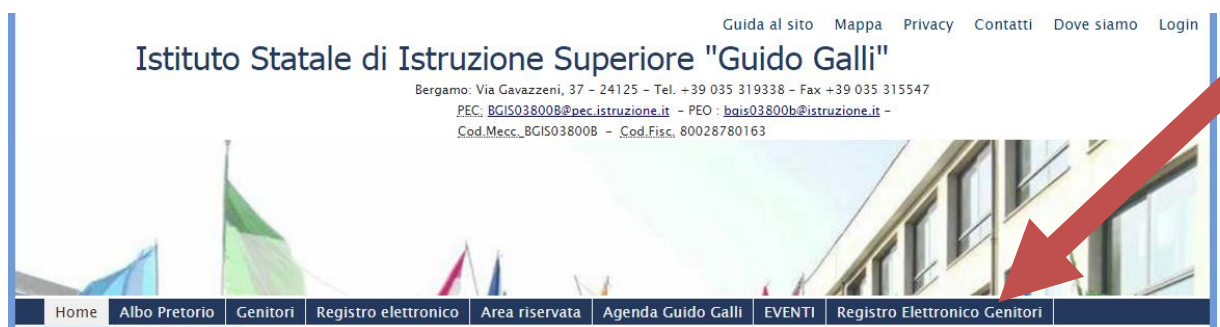 Guida al sito Mappa Privacy Contatti Dove siamo Login
Istituto Statale di Istruzione Superiore "Guido Galli"
Bergamo: Via Gavazzeni, 37 – 24125 – Tel. +39 035 319338 – Fax +39 035 315547
PEC: BGIS03800B@pec.istruzione.it – PEO : bgis03800b@istruzione.it –
Cod.Mecc. BGIS03800B – Cod.Fisc. 80028780163
Home Albo Pretorio Genitori Registro elettronico Area riservata Agenda Guido Galli EVENTI Registro Elettronico Genitori